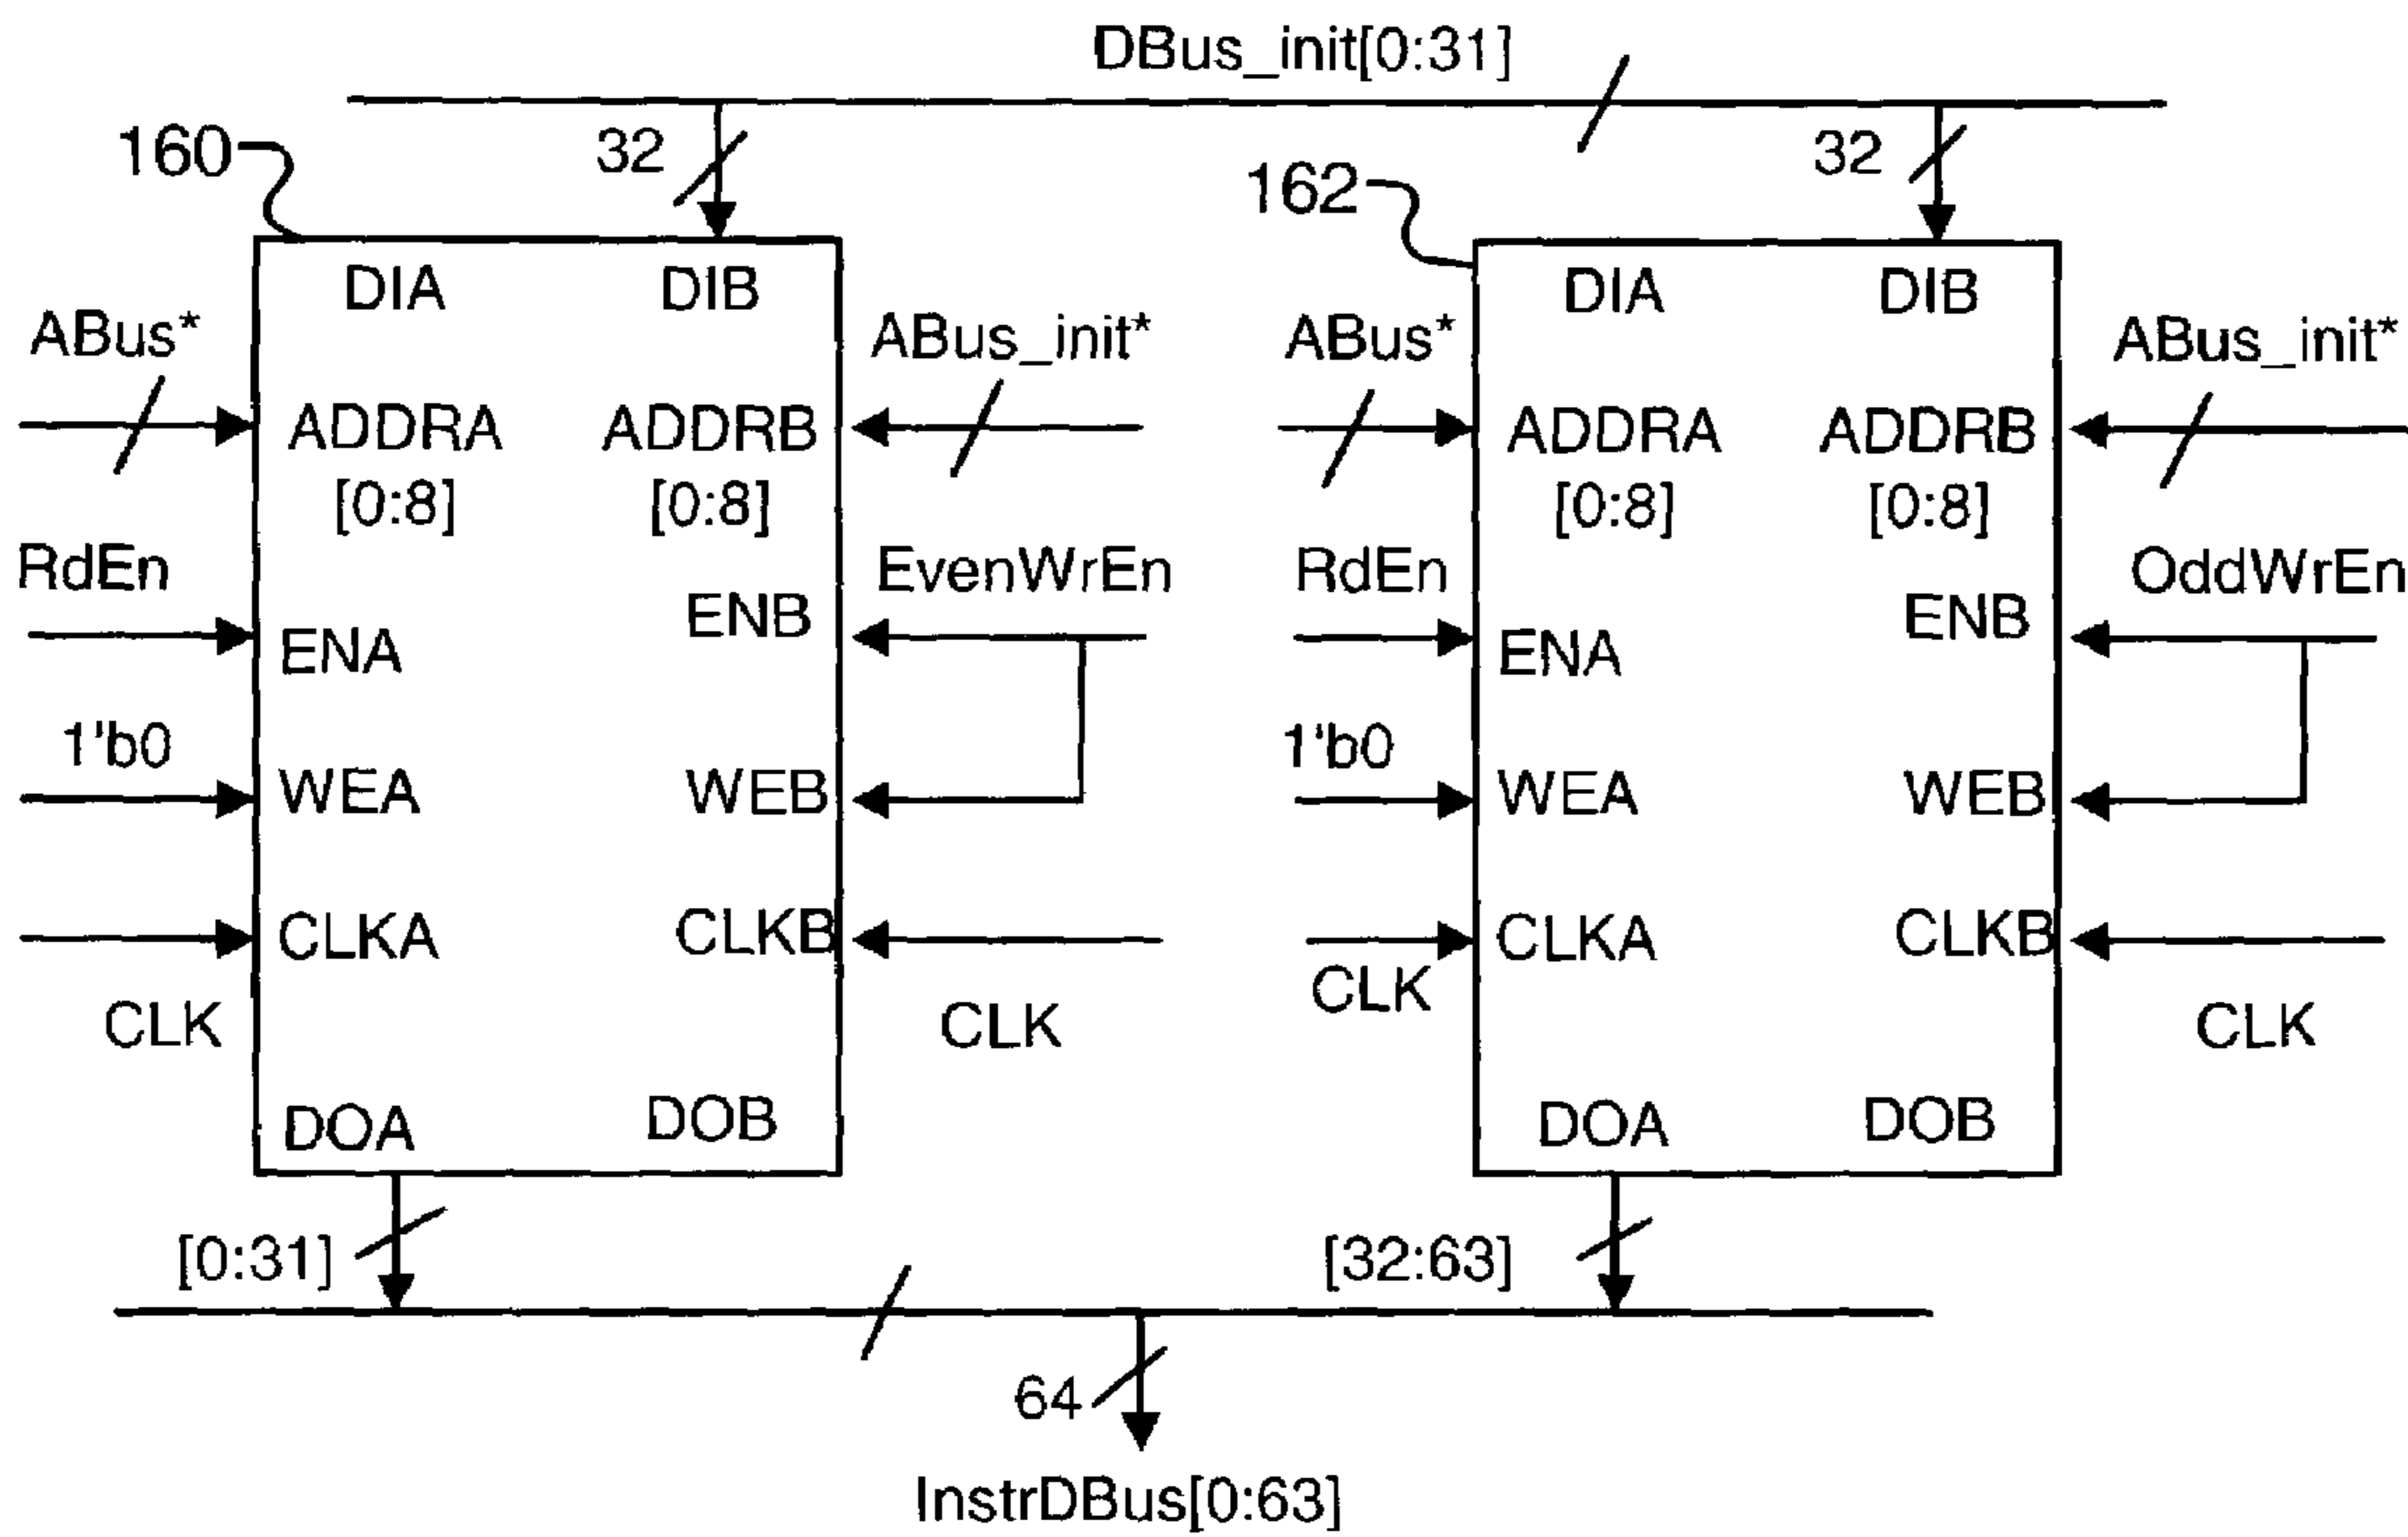 DBus_init[0:31]
160
32
162
32
DIA
DIB
DIA
DIB
ABus*
ABus_init*
ABus*
ABus_init*
ADDRA
ADDRB
ADDRA
ADDRB
[0:8]
[0:8]
[0:8]
[0:8]
RdEn
EvenWrEn
RdEn
OddWrEn
ENA
ENB
ENA
ENB
1'b0
1'b0
WEA
WEB
WEA
WEB
CLKA
CLKB
CLKA
CLKB
CLK
CLK
CLK
CLK
DOA
DOB
DOA
DOB
[0:31]
[32:63]
64
InstrDBus[0:63]